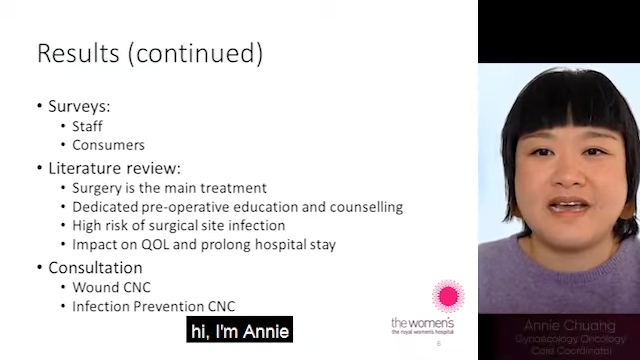 Results (continued)
• Surveys:
• Staff
• Consumers
• Literature review:
• Surgery is the main treatment
• Dedicated pre-operative education and counselling
• High risk of surgical site infection
• Impact on QOL and prolong hospital stay
• Consultation
• Wound CNC
• Infection Prevention CNC
the women's
the royal women's hospital
6
hi, I'm Annie
Annie Chuang
Gynaecology Oncology
Care Coordinator